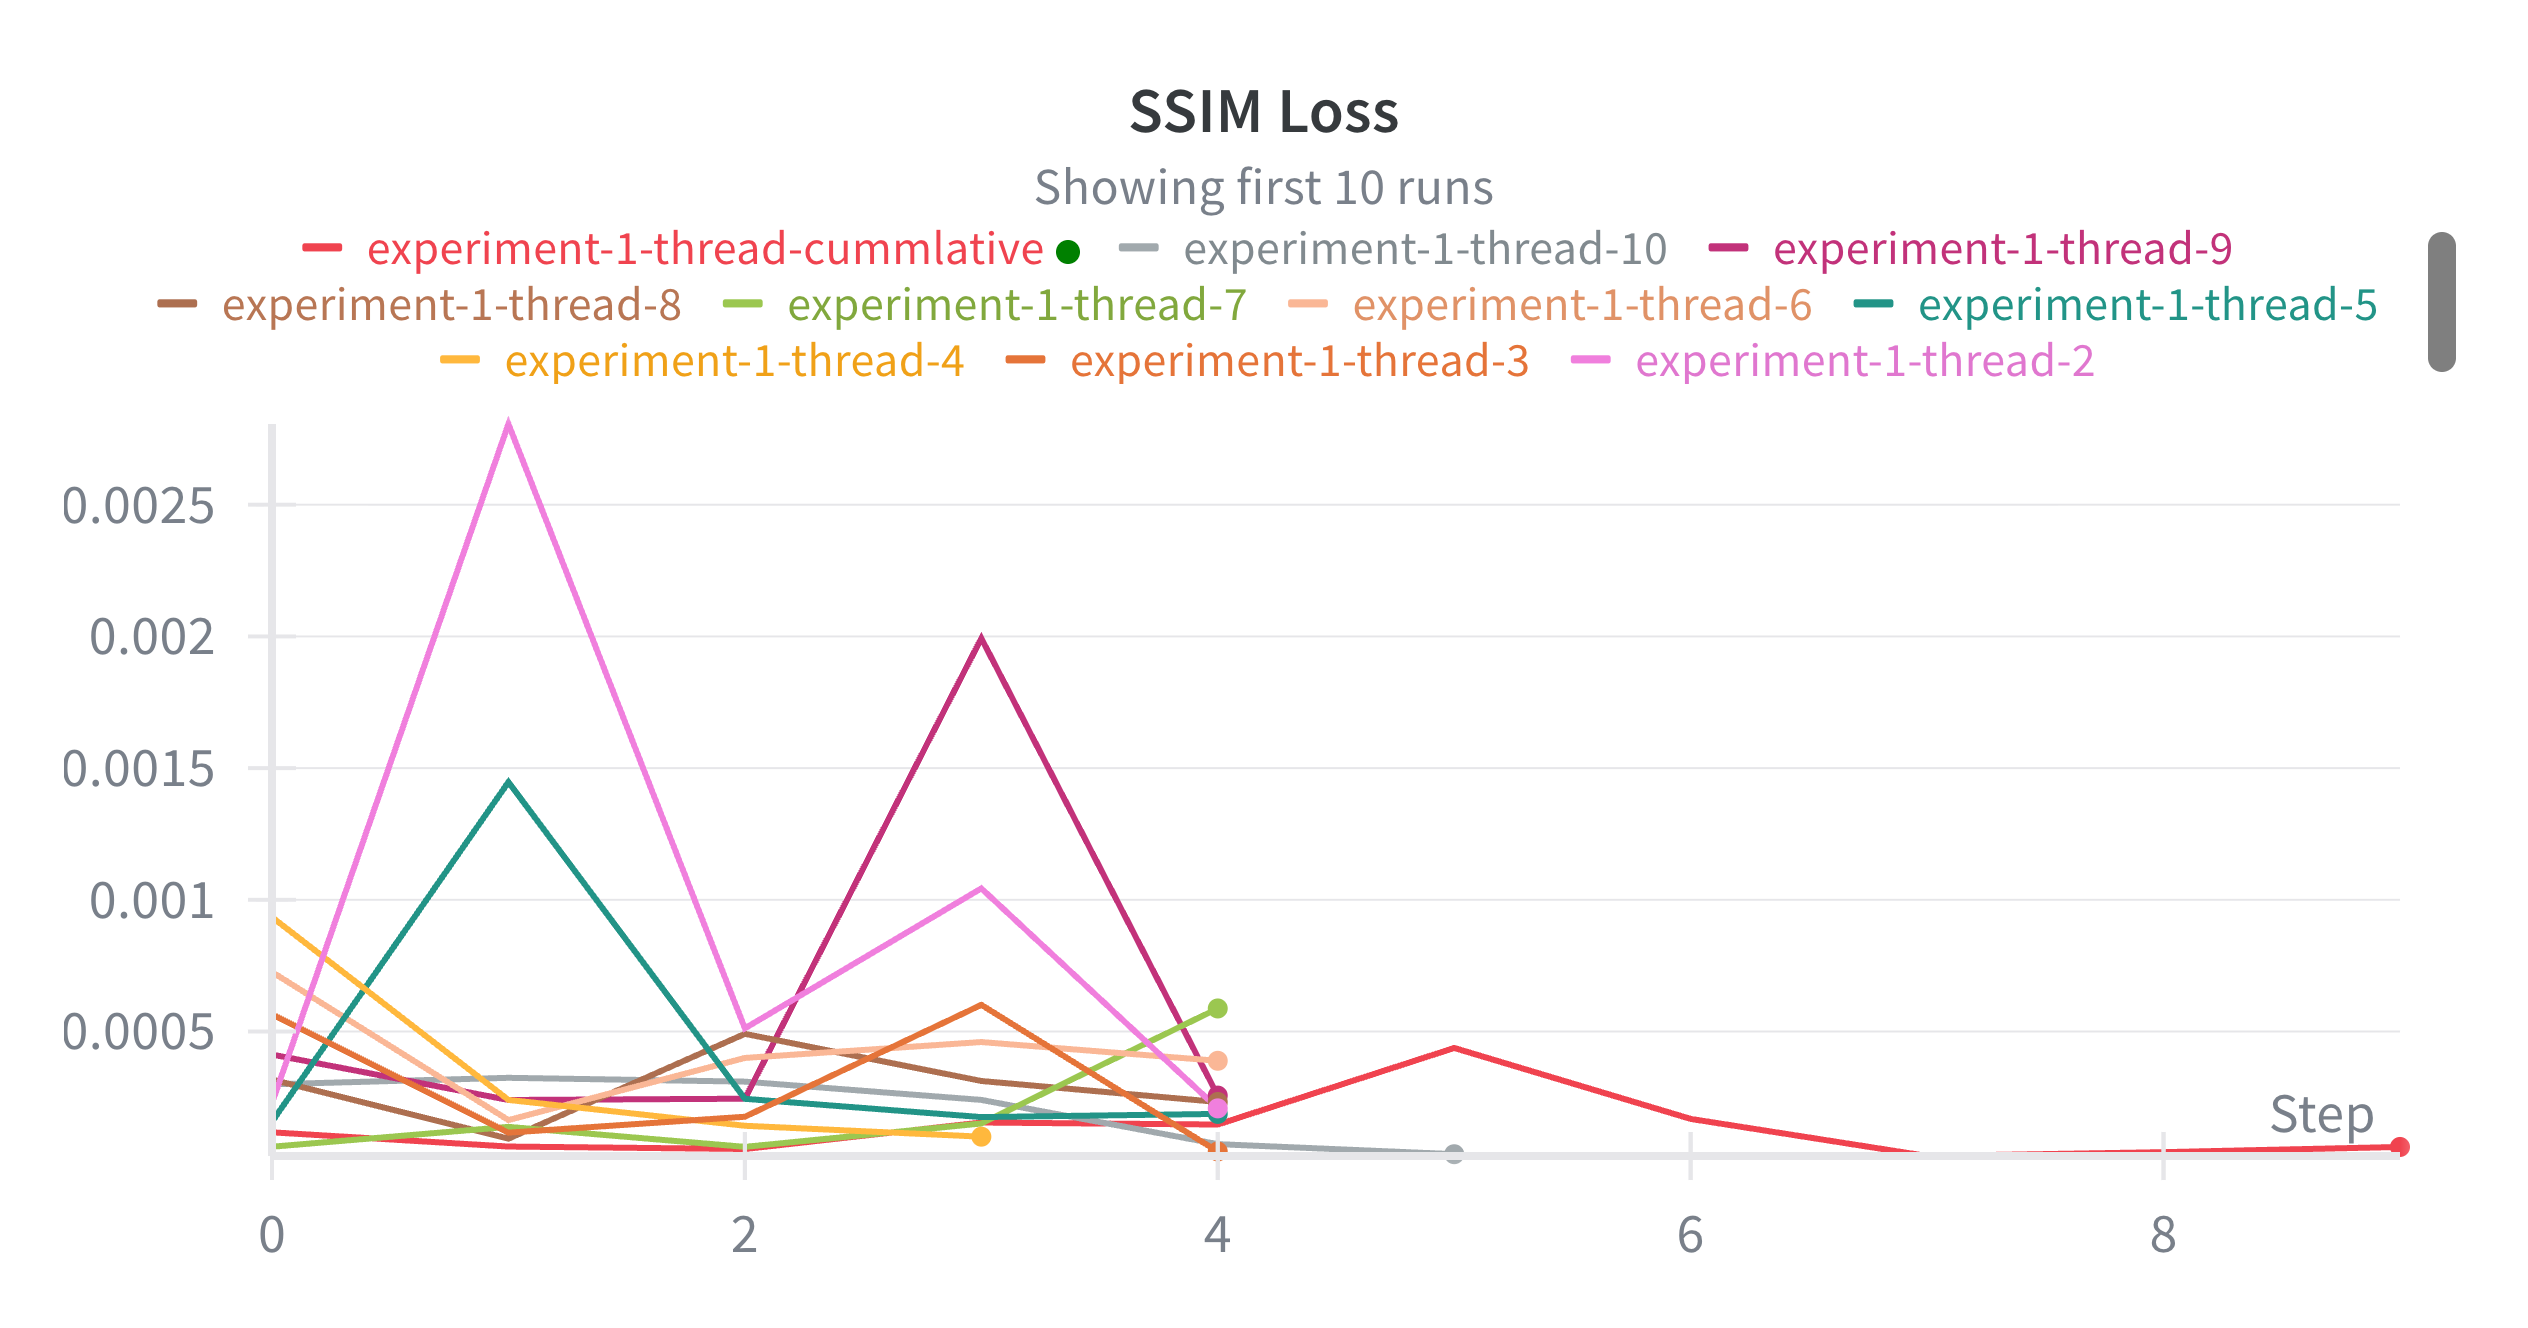 SSIM Loss
Showing first 10 runs
experiment-1-thread-cummlative experiment-1-thread-10 experiment-1-thread-9
experiment-1-thread-8 experiment-1-thread-7 experiment-1-thread-6 experiment-1-thread-5
experiment-1-thread-4 experiment-1-thread-3 experiment-1-thread-2
0.0025
0.002
0.0015
0.001
0.0005
Step
0 2 4 6 8